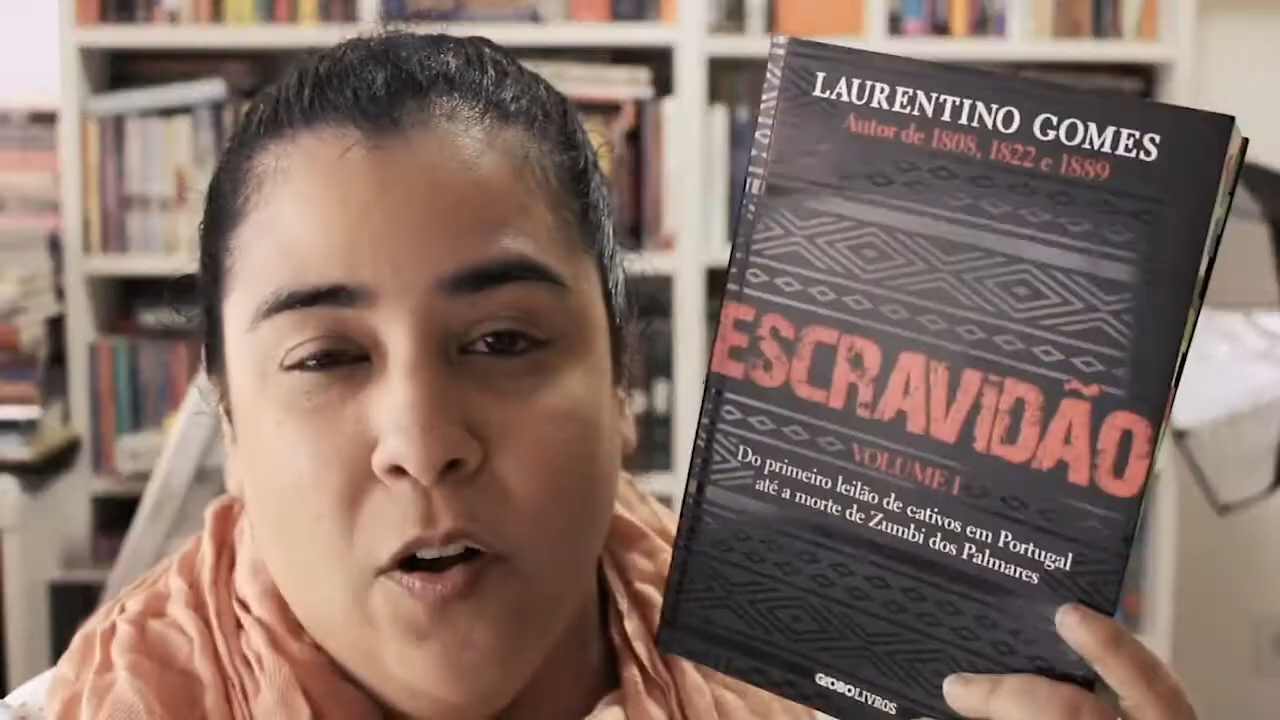 LAURENTINO GOMES
Autor de 1808, 1822 e 1889
ESCRAVIDÃO
VOLUME I
Do primeiro leilão de cativos em Portugal
até a morte de Zumbi dos Palmares
GLOBOLIVROS